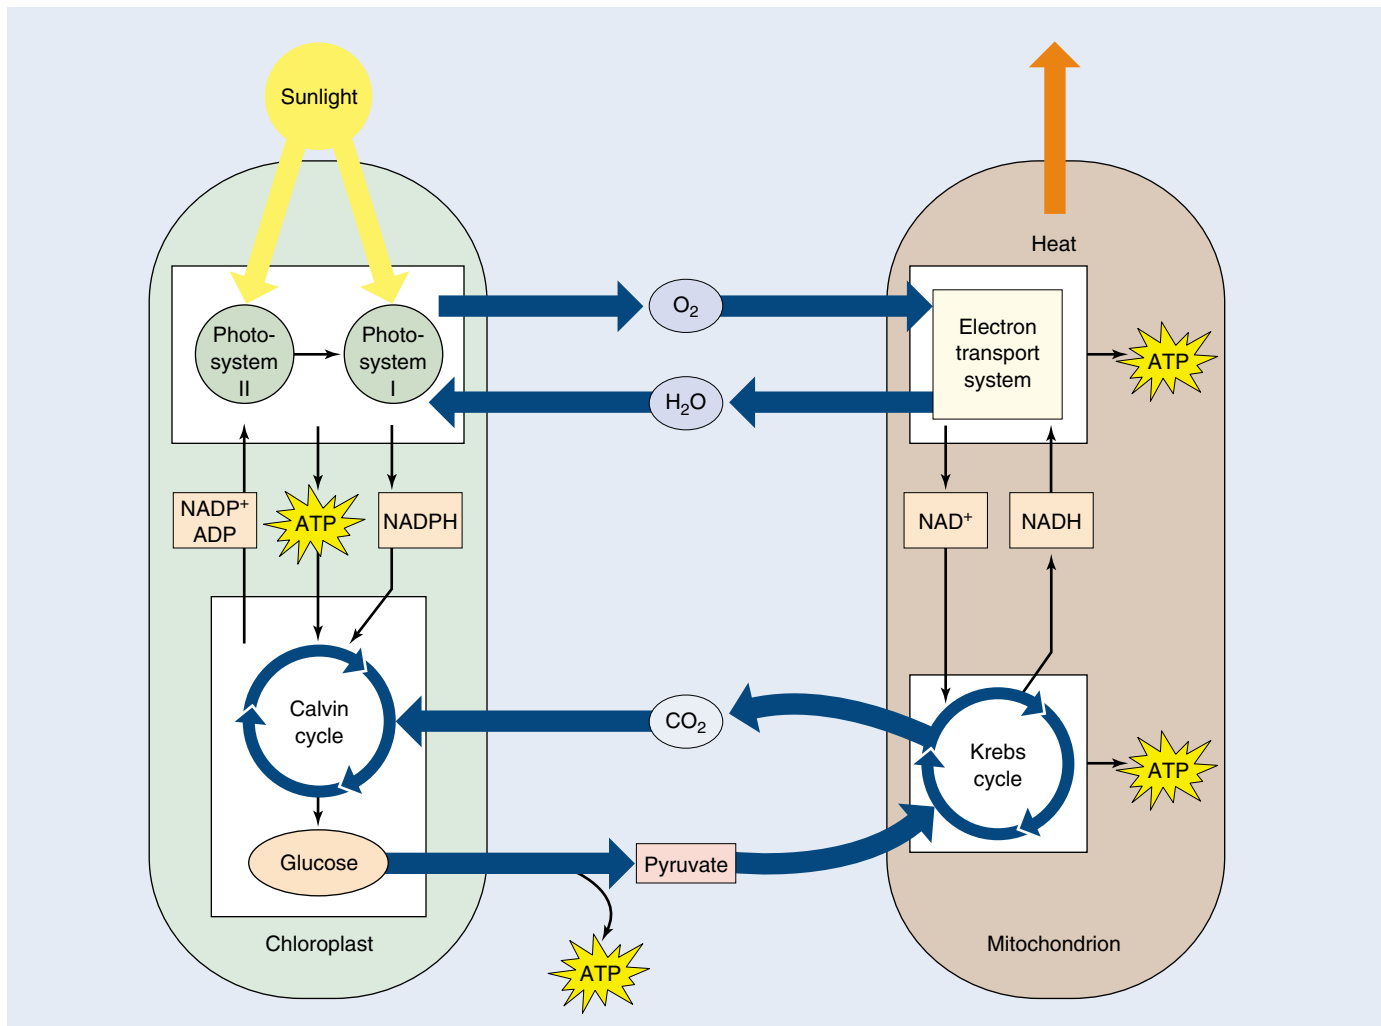 Sunlight
Heat
Photo-
system
II
Photo-
system
I
O₂
H₂O
Electron
transport
system
ATP
NADP⁺
ADP
ATP
NADPH
NAD⁺
NADH
Calvin
cycle
CO₂
Krebs
cycle
ATP
Glucose
Pyruvate
Chloroplast
ATP
Mitochondrion